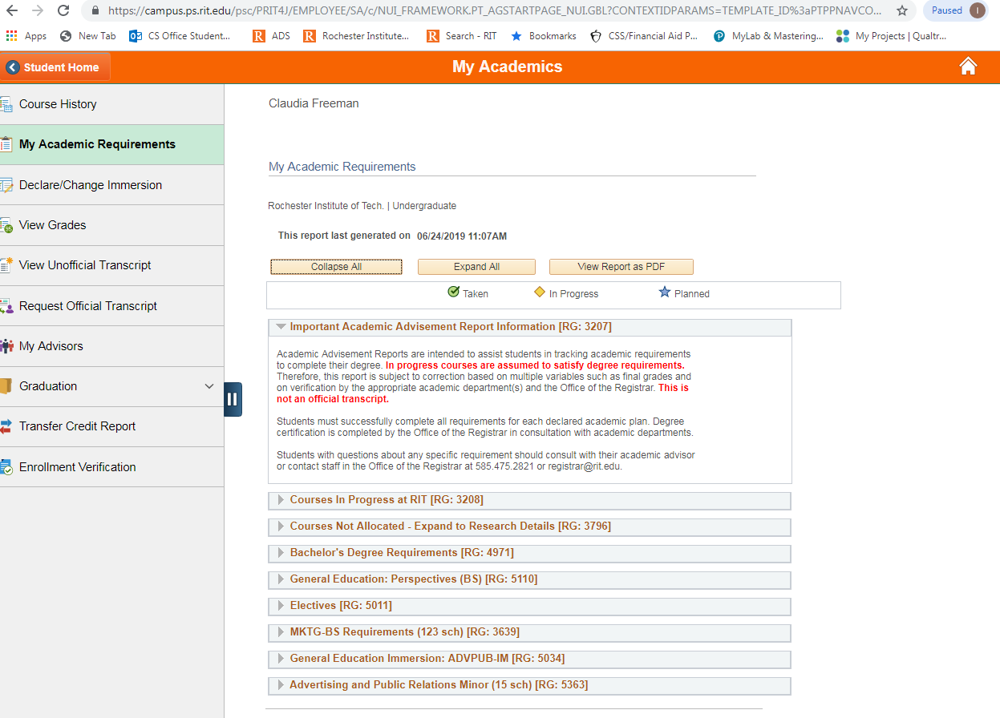 https://campus.ps.rit.edu/psc/PRIT4J/EMPLOYEE/SA/c/NUI_FRAMEWORK.PT_AGSTARTPAGE_NUI.GBL?CONTEXTIDPARAMS=TEMPLATE_ID%3aPTPPNAVCO...
Paused
I
Apps
New Tab
CS Office Student...
ADS
Rochester Institute...
Search - RIT
Bookmarks
CSS/Financial Aid P...
MyLab & Mastering...
My Projects | Qualtr...
Student Home
My Academics
Course History
My Academic Requirements
Declare/Change Immersion
View Grades
View Unofficial Transcript
Request Official Transcript
My Advisors
Graduation
Transfer Credit Report
Enrollment Verification
Claudia Freeman
My Academic Requirements
Rochester Institute of Tech. | Undergraduate
This report last generated on 06/24/2019 11:07AM
Collapse All
Expand All
View Report as PDF
Taken
In Progress
Planned
Important Academic Advisement Report Information [RG: 3207]
Academic Advisement Reports are intended to assist students in tracking academic requirements
to complete their degree. In progress courses are assumed to satisfy degree requirements.
Therefore, this report is subject to correction based on multiple variables such as final grades and
on verification by the appropriate academic department(s) and the Office of the Registrar. This is
not an official transcript.
Students must successfully complete all requirements for each declared academic plan. Degree
certification is completed by the Office of the Registrar in consultation with academic departments.
Students with questions about any specific requirement should consult with their academic advisor
or contact staff in the Office of the Registrar at 585.475.2821 or registrar@rit.edu.
Courses In Progress at RIT [RG: 3208]
Courses Not Allocated - Expand to Research Details [RG: 3796]
Bachelor's Degree Requirements [RG: 4971]
General Education: Perspectives (BS) [RG: 5110]
Electives [RG: 5011]
MKTG-BS Requirements (123 sch) [RG: 3639]
General Education Immersion: ADVPUB-IM [RG: 5034]
Advertising and Public Relations Minor (15 sch) [RG: 5363]